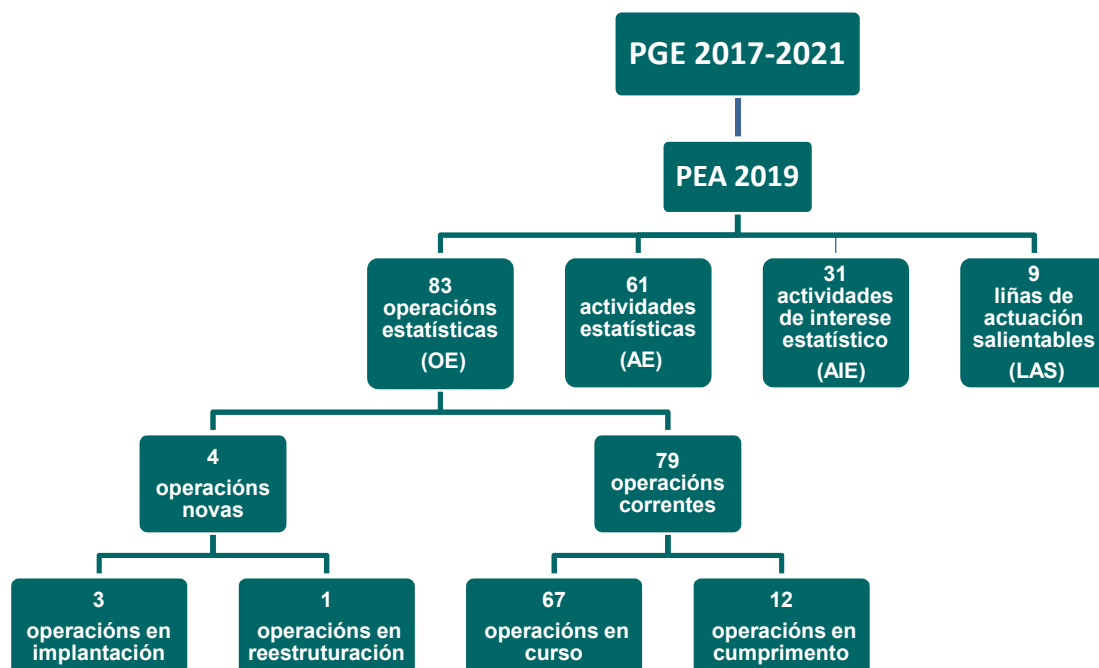 PGE 2017-2021
PEA 2019
83
operacións
estatísticas
(OE)
61
actividades
estatísticas
(AE)
31
actividades
de interese
estatístico
(AIE)
9
liñas de
actuación
salientables
(LAS)
4
operacións
novas
79
operacións
correntes
3
operacións en
implantación
1
operacións en
reestruturación
67
operacións en
curso
12
operacións en
cumprimento